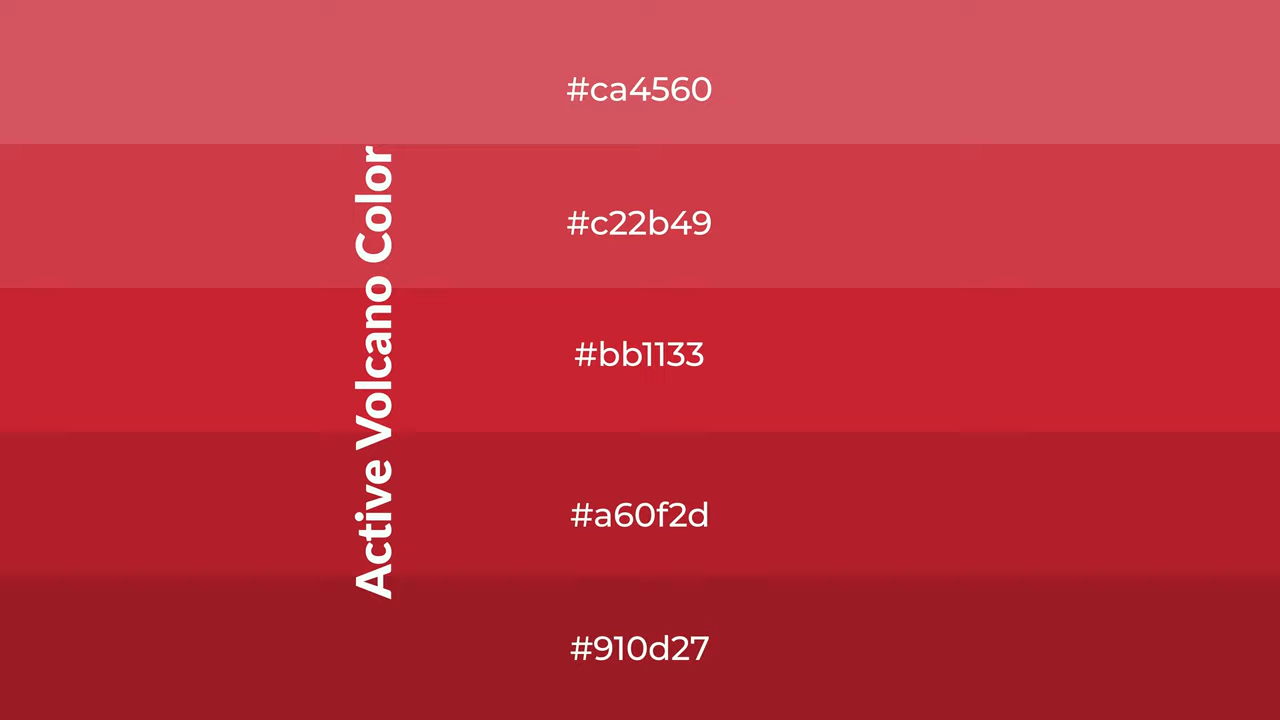 Active Volcano Color
#ca4560
#c22b49
#bb1133
#a60f2d
#910d27